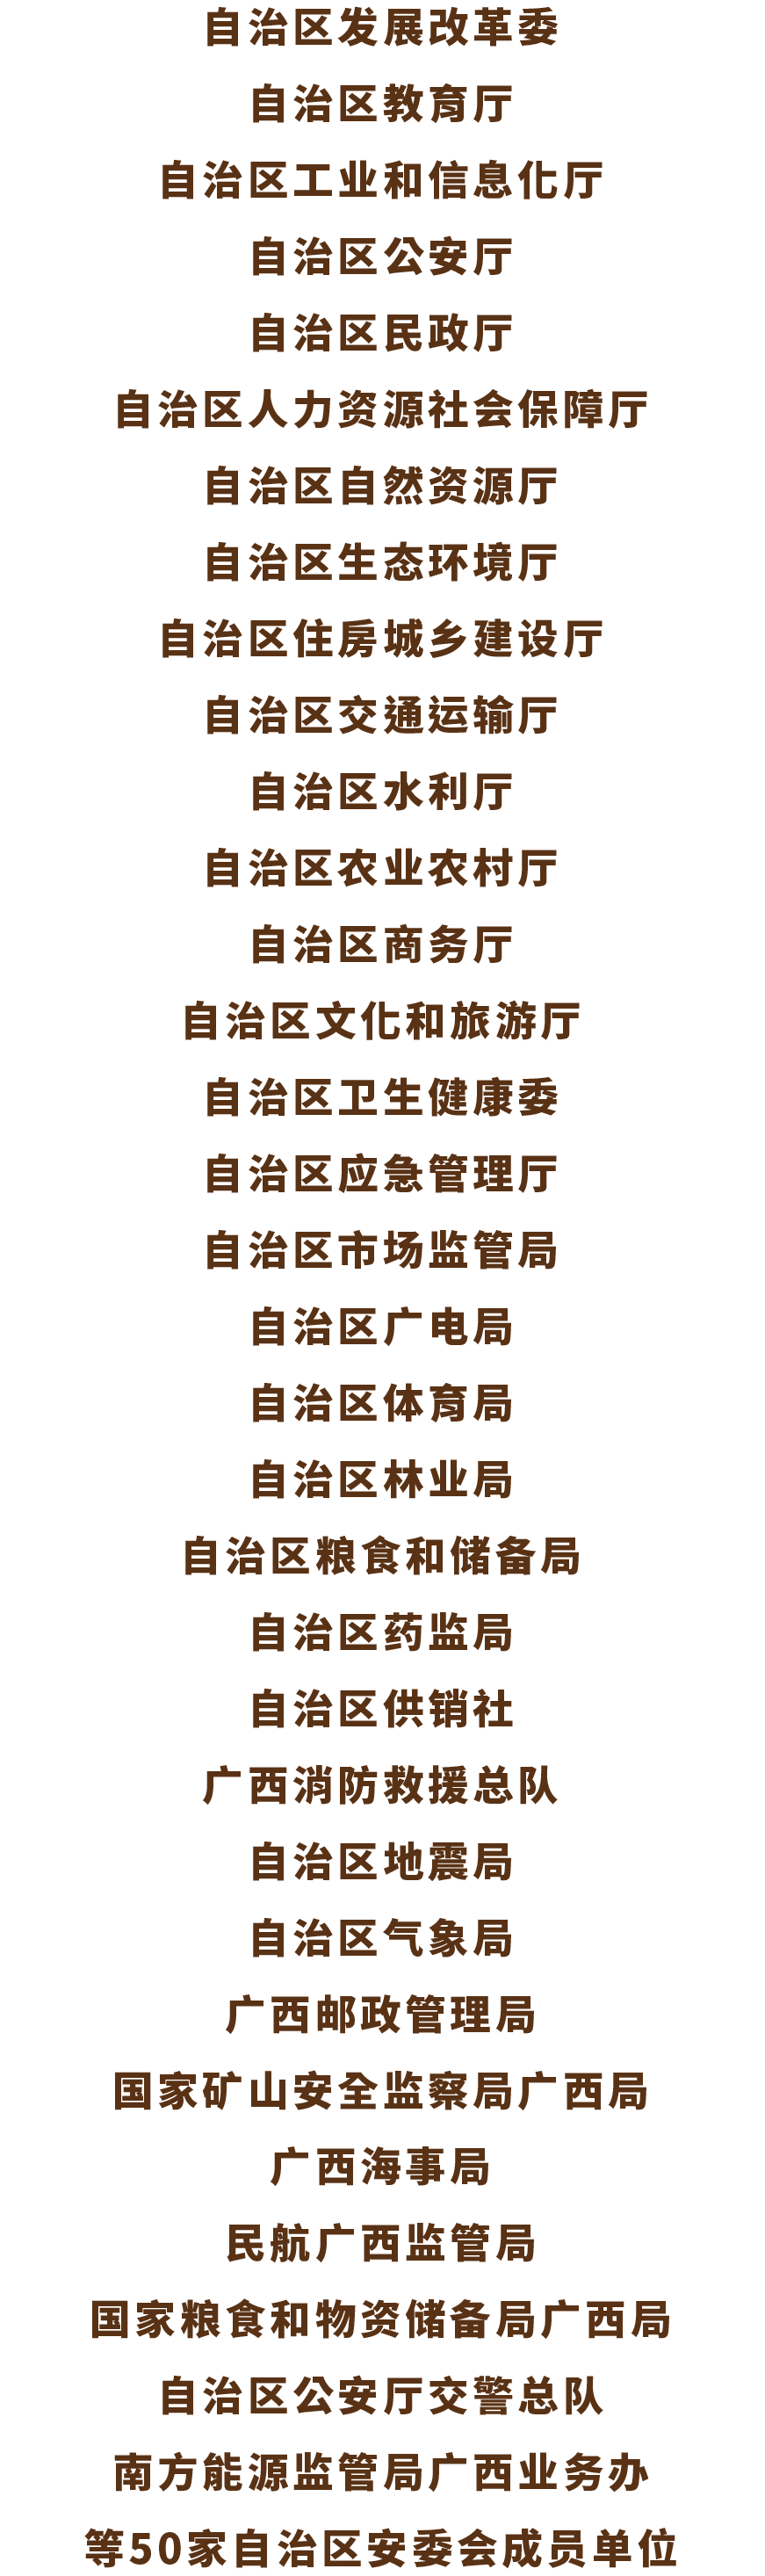 自治区发展改革委
自治区教育厅
自治区工业和信息化厅
自治区公安厅
自治区民政厅
自治区人力资源社会保障厅
自治区自然资源厅
自治区生态环境厅
自治区住房城乡建设厅
自治区交通运输厅
自治区水利厅
自治区农业农村厅
自治区商务厅
自治区文化和旅游厅
自治区卫生健康委
自治区应急管理厅
自治区市场监管局
自治区广电局
自治区体育局
自治区林业局
自治区粮食和储备局
自治区药监局
自治区供销社
广西消防救援总队
自治区地震局
自治区气象局
广西邮政管理局
国家矿山安全监察局广西局
广西海事局
民航广西监管局
国家粮食和物资储备局广西局
自治区公安厅交警总队
南方能源监管局广西业务办
等50家自治区安委会成员单位